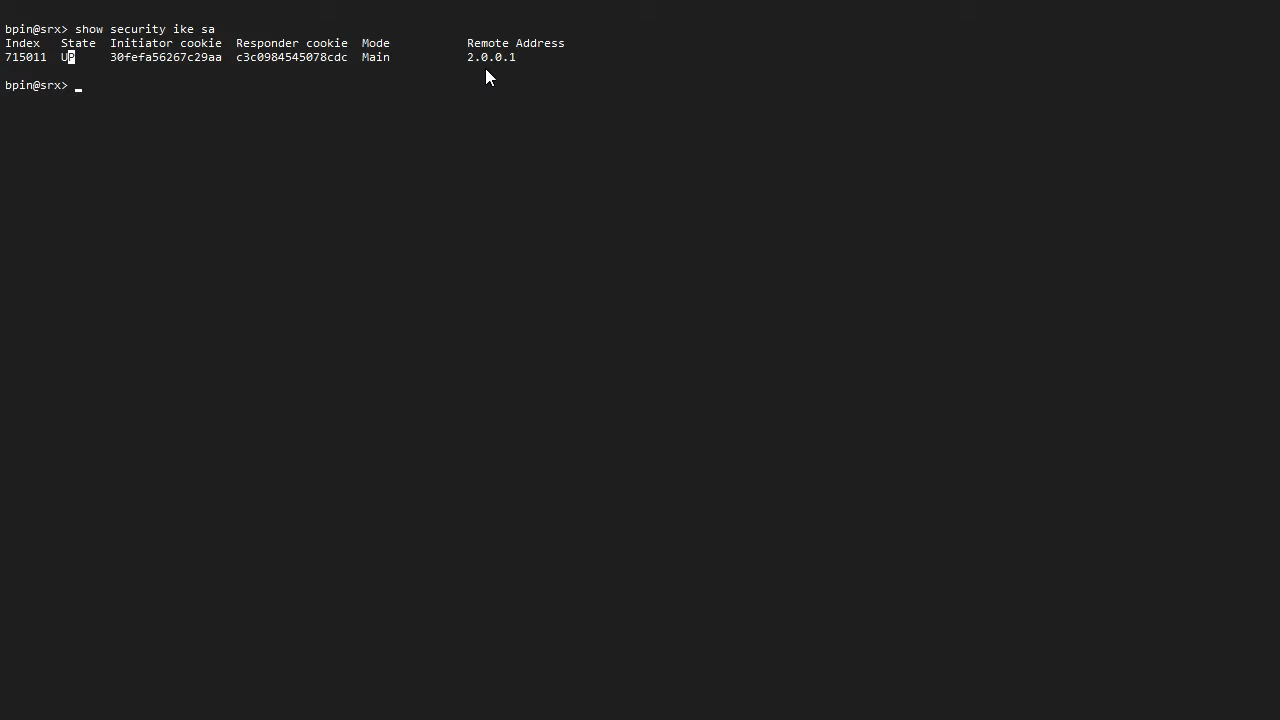 bpin@srx> show security ike sa
Index   State   Initiator cookie   Responder cookie   Mode   Remote Address
715011   UP   30fefa56267c29aa   c3c0984545078cdc   Main   2.0.0.1
bpin@srx>